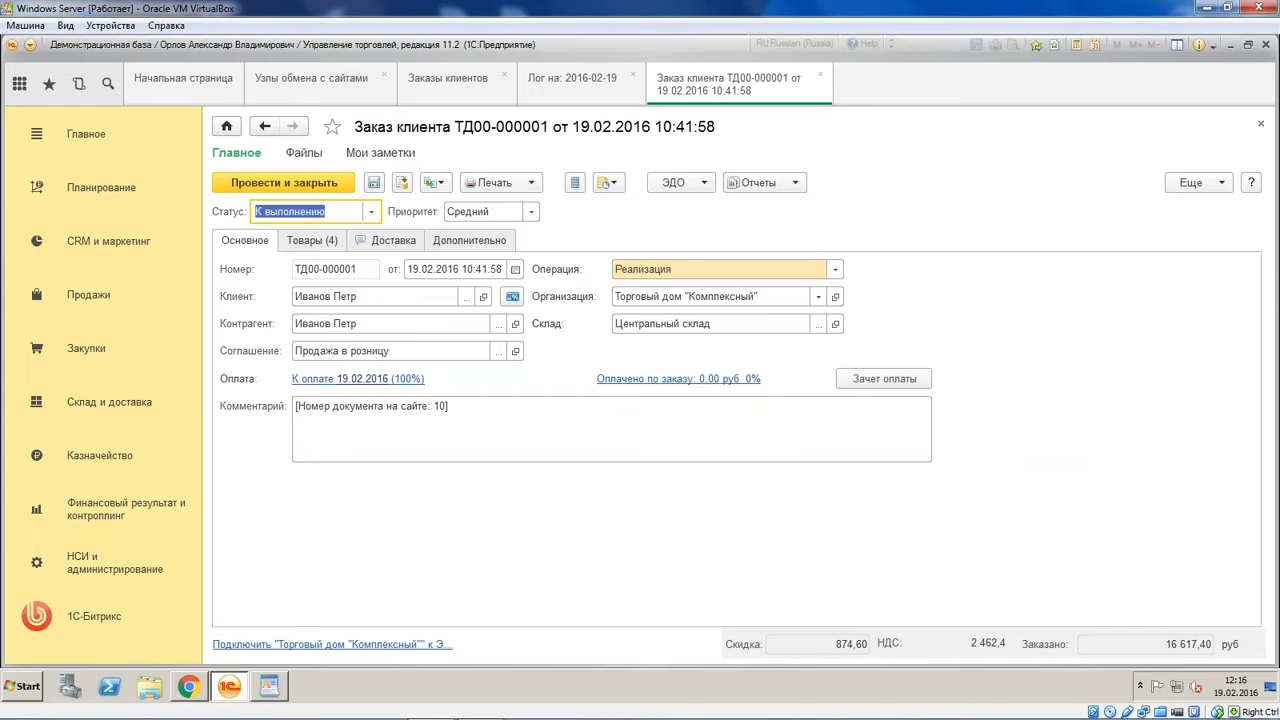 Windows Server [Работает] - Oracle VM VirtualBox
Машина Вид Устройства Справка
Демонстрационная база / Орлов Александр Владимирович / Управление торговлей, редакция 11.2 (1С:Предприятие)
RU Russian (Russia) Help
M M+ M-
Начальная страница
Узлы обмена с сайтами
Заказы клиентов
Лог на: 2016-02-19
Заказ клиента ТД00-000001 от
19.02.2016 10:41:58
Главное
Планирование
CRM и маркетинг
Продажи
Закупки
Склад и доставка
Казначейство
Финансовый результат и
контроллинг
НСИ и
администрирование
1С-Битрикс
Заказ клиента ТД00-000001 от 19.02.2016 10:41:58
Главное Файлы Мои заметки
Провести и закрыть Печать ЭДО Отчеты Еще ?
Статус: К выполнению Приоритет: Средний
Основное Товары (4) Доставка Дополнительно
Номер: ТД00-000001 от: 19.02.2016 10:41:58 Операция: Реализация
Клиент: Иванов Петр Организация: Торговый дом "Комплексный"
Контрагент: Иванов Петр Склад: Центральный склад
Соглашение: Продажа в розницу
Оплата: К оплате 19.02.2016 (100%) Оплачено по заказу: 0,00 руб 0% Зачет оплаты
Комментарий: [Номер документа на сайте: 10]
Подключить "Торговый дом "Комплексный"" к Э... Скидка: 874,60 НДС: 2 462,4 Заказано: 16 617,40 руб
Start
12:16
19.02.2016
Right Ctrl